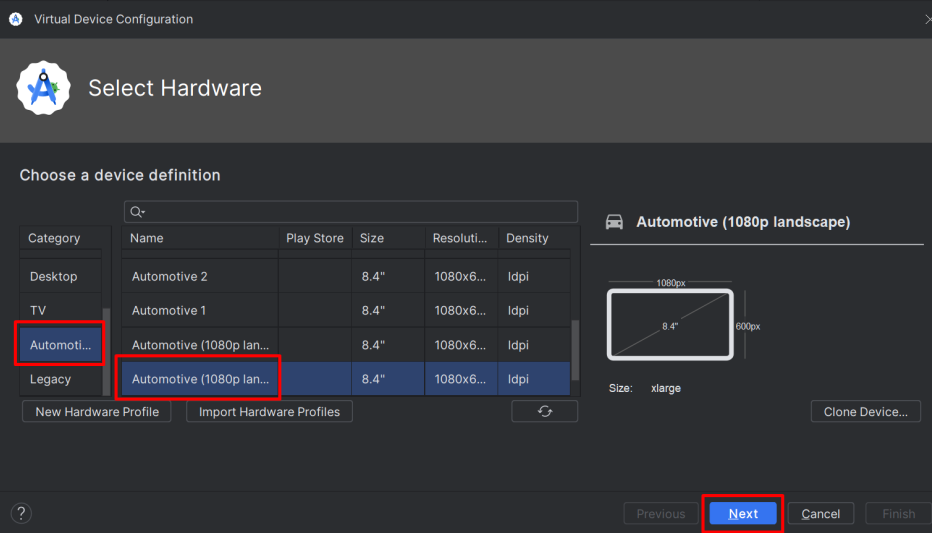 Virtual Device Configuration
Select Hardware
Choose a device definition
Category
Name Play Store Size Resoluti... Density
Desktop
Automotive 2 8.4" 1080x6... ldpi
TV
Automotive 1 8.4" 1080x6... ldpi
Automoti...
Automotive (1080p lan... 8.4" 1080x6... ldpi
Legacy
Automotive (1080p lan... 8.4" 1080x6... ldpi
New Hardware Profile
Import Hardware Profiles
Automotive (1080p landscape)
1080px
8.4"
600px
Size: xlarge
Clone Device...
?
Previous
Next
Cancel
Finish